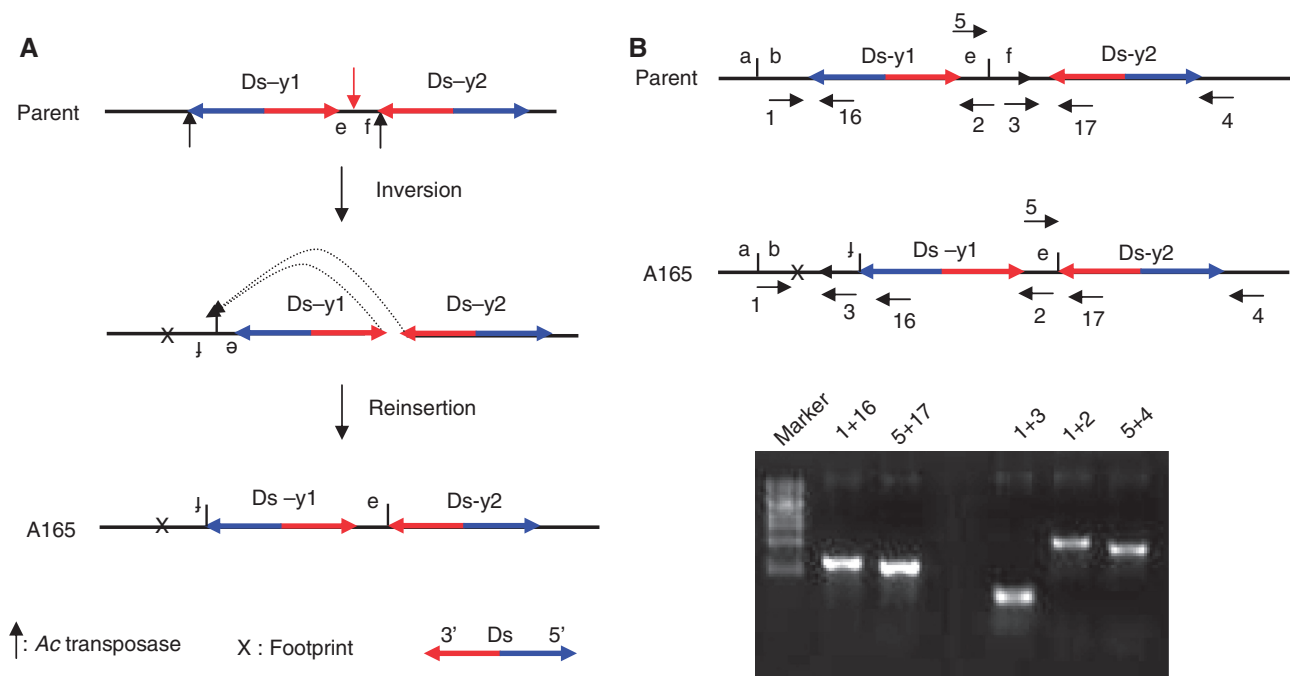 A
Ds–y1 Ds–y2
Parent
e f
Inversion
Ds–y1 Ds–y2
f e
Reinsertion
f Ds –y1 e Ds-y2
A165
: Ac transposase X : Footprint 3’ Ds 5’
X
X
B
5
a b Ds-y1 e f Ds-y2
Parent
1 16 2 3 17 4
5
a b f Ds –y1 e Ds-y2
A165 X
1 3 16 2 17 4
Marker 1+16 5+17 1+3 1+2 5+4